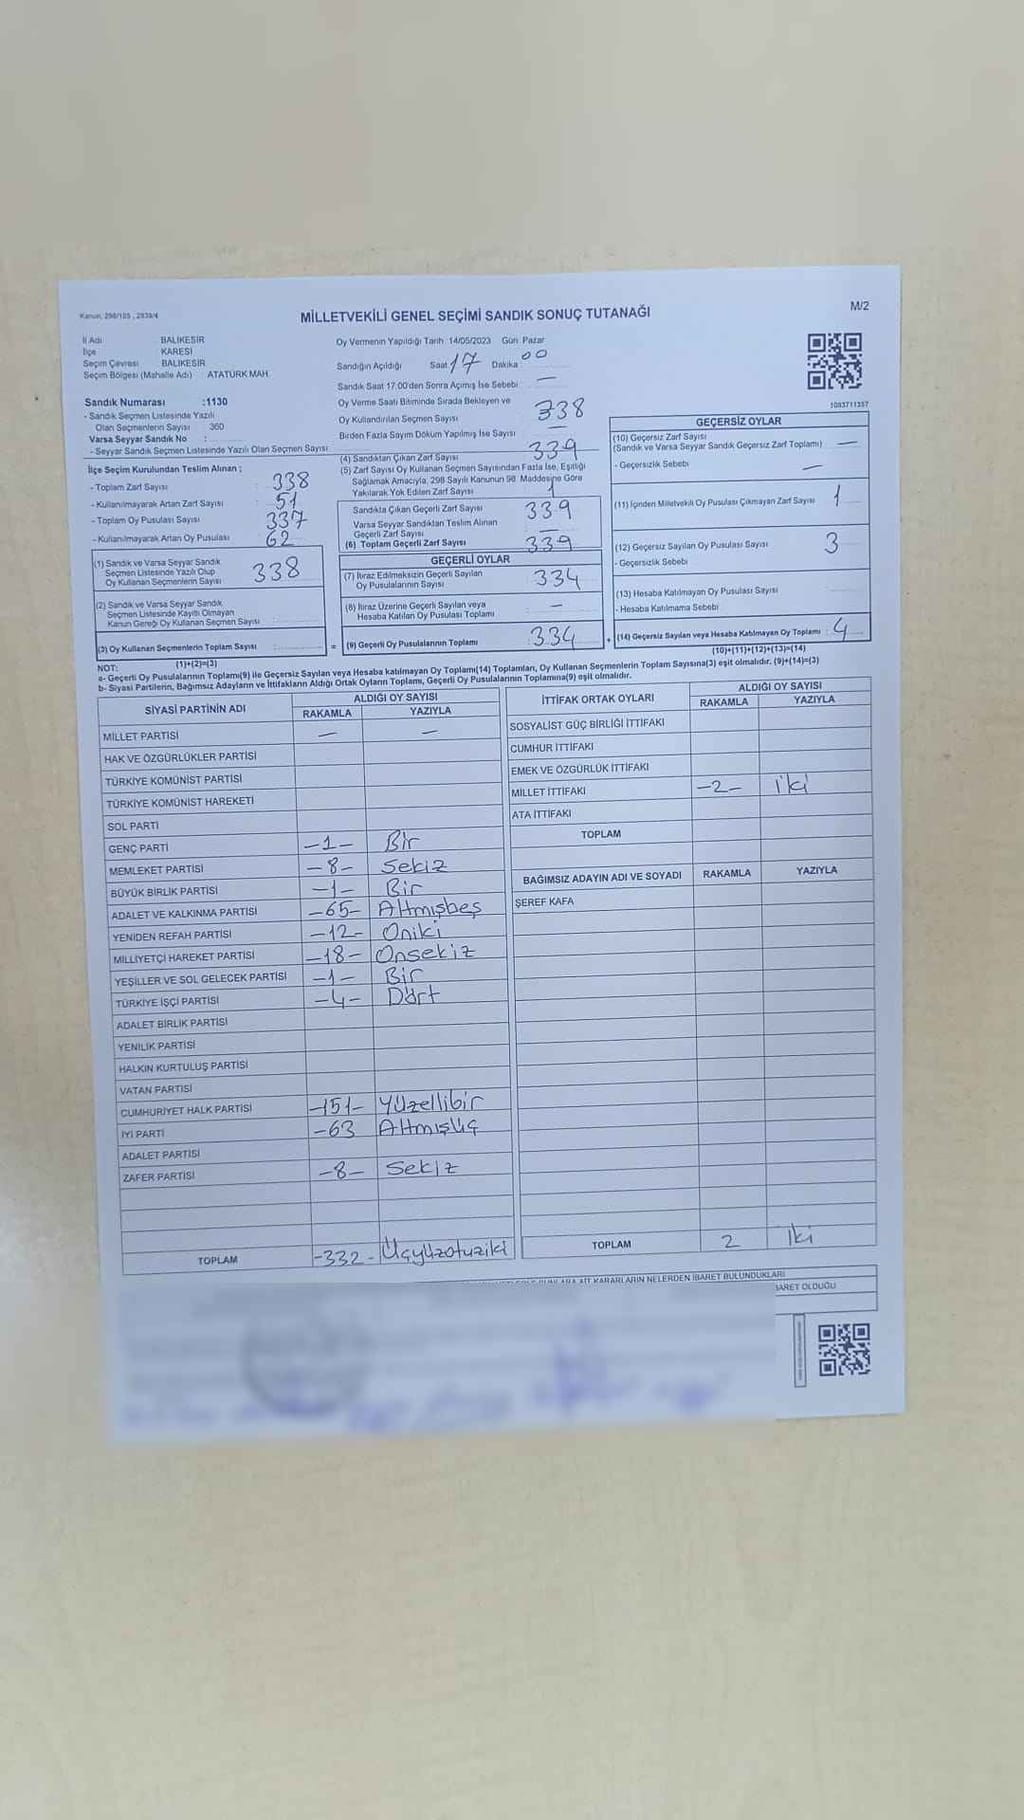 Kanun, 298/105 , 2839/4
MİLLETVEKİLİ GENEL SEÇİMİ SANDIK SONUÇ TUTANAĞI
M/2
İl Adı : BALIKESİR
İlçe : KARESİ
Seçim Çevresi : BALIKESİR
Seçim Bölgesi (Mahalle Adı) : ATATÜRK MAH.
Oy Vermenin Yapıldığı Tarih :14/05/2023 Gün :Pazar
Sandığın Açıldığı Saat 17 Dakika 00
Sandık Saat 17:00'den Sonra Açımış İse Sebebi : —
Oy Verme Saati Bitiminde Sırada Bekleyen ve
Oy Kullandırılan Seçmen Sayısı 338
Birden Fazla Sayım Döküm Yapılmış İse Sayısı —
1083711357
Sandık Numarası :1130
- Sandık Seçmen Listesinde Yazılı
Olan Seçmenlerin Sayısı : 360
Varsa Seyyar Sandık No :
- Seyyar Sandık Seçmen Listesinde Yazılı Olan Seçmen Sayısı :
İlçe Seçim Kurulundan Teslim Alınan ;
- Toplam Zarf Sayısı : 338
- Kullanılmayarak Artan Zarf Sayısı : 51
- Toplam Oy Pusulası Sayısı : 337
- Kullanılmayarak Artan Oy Pusulası : 62
(1) Sandık ve Varsa Seyyar Sandık
Seçmen Listesinde Yazılı Olup
Oy Kullanan Seçmenlerin Sayısı : 338
(2) Sandık ve Varsa Seyyar Sandık
Seçmen Listesinde Kayıtlı Olmayan
Kanun Gereği Oy Kullanan Seçmen Sayısı :
(3) Oy Kullanan Seçmenlerin Toplam Sayısı :
(1)+(2)=(3)
(4) Sandıktan Çıkan Zarf Sayısı : 339
(5) Zarf Sayısı Oy Kullanan Seçmen Sayısından Fazla İse, Eşitliği
Sağlamak Amacıyla, 298 Sayılı Kanunun 98. Maddesine Göre
Yakılarak Yok Edilen Zarf Sayısı : 1
Sandıkta Çıkan Geçerli Zarf Sayısı : 339
Varsa Seyyar Sandıktan Teslim Alınan
Geçerli Zarf Sayısı : —
(6) Toplam Geçerli Zarf Sayısı : 339
GEÇERLİ OYLAR
(7) İtiraz Edilmeksizin Geçerli Sayılan
Oy Pusulalarının Sayısı : 334
(8) İtiraz Üzerine Geçerli Sayılan veya
Hesaba Katılan Oy Pusulası Toplamı : —
(9) Geçerli Oy Pusulalarının Toplamı : 334
GEÇERSİZ OYLAR
(10) Geçersiz Zarf Sayısı
(Sandık ve Varsa Seyyar Sandık Geçersiz Zarf Toplamı) : —
- Geçersizlik Sebebi : —
(11) İçinden Milletvekili Oy Pusulası Çıkmayan Zarf Sayısı : 1
(12) Geçersiz Sayılan Oy Pusulası Sayısı : 3
- Geçersizlik Sebebi :
(13) Hesaba Katılmayan Oy Pusulası Sayısı :
- Hesaba Katılmama Sebebi :
(14) Geçersiz Sayılan veya Hesaba Katılmayan Oy Toplamı : 4
(10)+(11)+(12)+(13)=(14)
NOT:
a- Geçerli Oy Pusulalarının Toplamı(9) ile Geçersiz Sayılan veya Hesaba katılmayan Oy Toplamı(14) Toplamları, Oy Kullanan Seçmenlerin Toplam Sayısına(3) eşit olmalıdır. (9)+(14)=(3)
b- Siyasi Partilerin, Bağımsız Adayların ve İttifakların Aldığı Ortak Oyların Toplamı, Geçerli Oy Pusulalarının Toplamına(9) eşit olmalıdır.
SİYASİ PARTİNİN ADI ALDIĞI OY SAYISI
RAKAMLA YAZIYLA
MİLLET PARTİSİ — —
HAK VE ÖZGÜRLÜKLER PARTİSİ
TÜRKİYE KOMÜNİST PARTİSİ
TÜRKİYE KOMÜNİST HAREKETİ
SOL PARTİ
GENÇ PARTİ -1- Bir
MEMLEKET PARTİSİ -8- Sekiz
BÜYÜK BİRLİK PARTİSİ -1- Bir
ADALET VE KALKINMA PARTİSİ -65- Altmışbeş
YENİDEN REFAH PARTİSİ -12- Oniki
MİLLİYETÇİ HAREKET PARTİSİ -18- Onsekiz
YEŞİLLER VE SOL GELECEK PARTİSİ -1- Bir
TÜRKİYE İŞÇİ PARTİSİ -4- Dört
ADALET BİRLİK PARTİSİ
YENİLİK PARTİSİ
HALKIN KURTULUŞ PARTİSİ
VATAN PARTİSİ
CUMHURİYET HALK PARTİSİ -151- Yüzellibir
İYİ PARTİ -63 Altmışüç
ADALET PARTİSİ
ZAFER PARTİSİ -8- Sekiz
TOPLAM -332- Üçyüzotuziki
İTTİFAK ORTAK OYLARI ALDIĞI OY SAYISI
RAKAMLA YAZIYLA
SOSYALİST GÜÇ BİRLİĞİ İTTİFAKI
CUMHUR İTTİFAKI
EMEK VE ÖZGÜRLÜK İTTİFAKI
MİLLET İTTİFAKI -2- iki
ATA İTTİFAKI
TOPLAM
BAĞIMSIZ ADAYIN ADI VE SOYADI RAKAMLA YAZIYLA
ŞEREF KAFA
TOPLAM 2 İki
AİT KARARLARIN NELERDEN İBARET BULUNDUKLARI
İBARET OLDUĞU